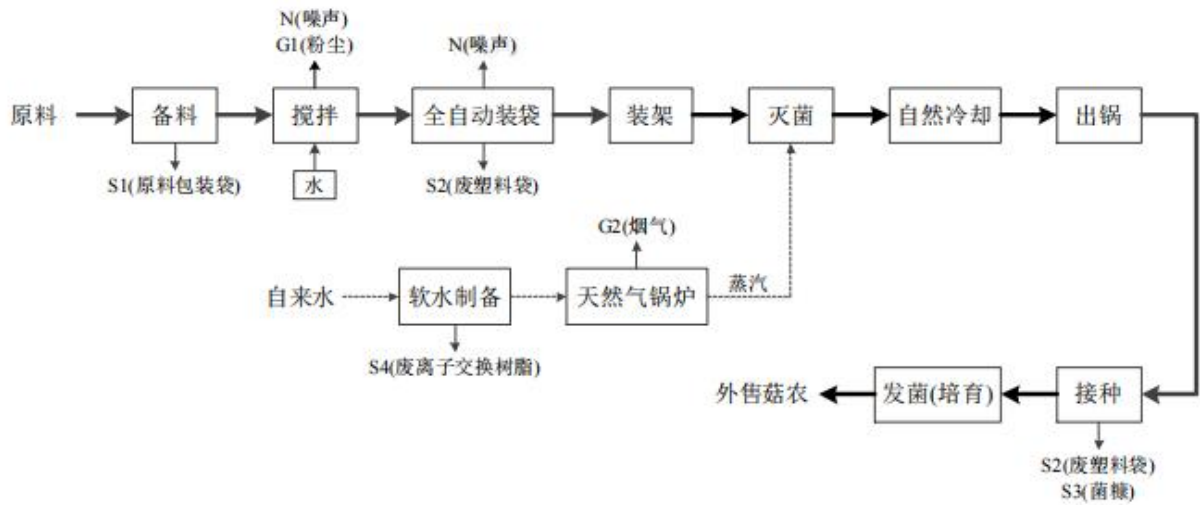 N(噪声)
G1(粉尘)
N(噪声)
原料
备料
搅拌
全自动装袋
装架
灭菌
自然冷却
出锅
S1(原料包装袋)
水
S2(废塑料袋)
G2(烟气)
自来水
软水制备
天然气锅炉
蒸汽
S4(废离子交换树脂)
外售菇农
发菌(培育)
接种
S2(废塑料袋)
S3(菌糠)